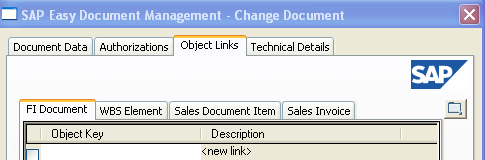 SAP Easy Document Management - Change Document
Document Data Authorizations Object Links Technical Details
SAP
FI Document WBS Element Sales Document Item Sales Invoice
Object Key Description
<new link>